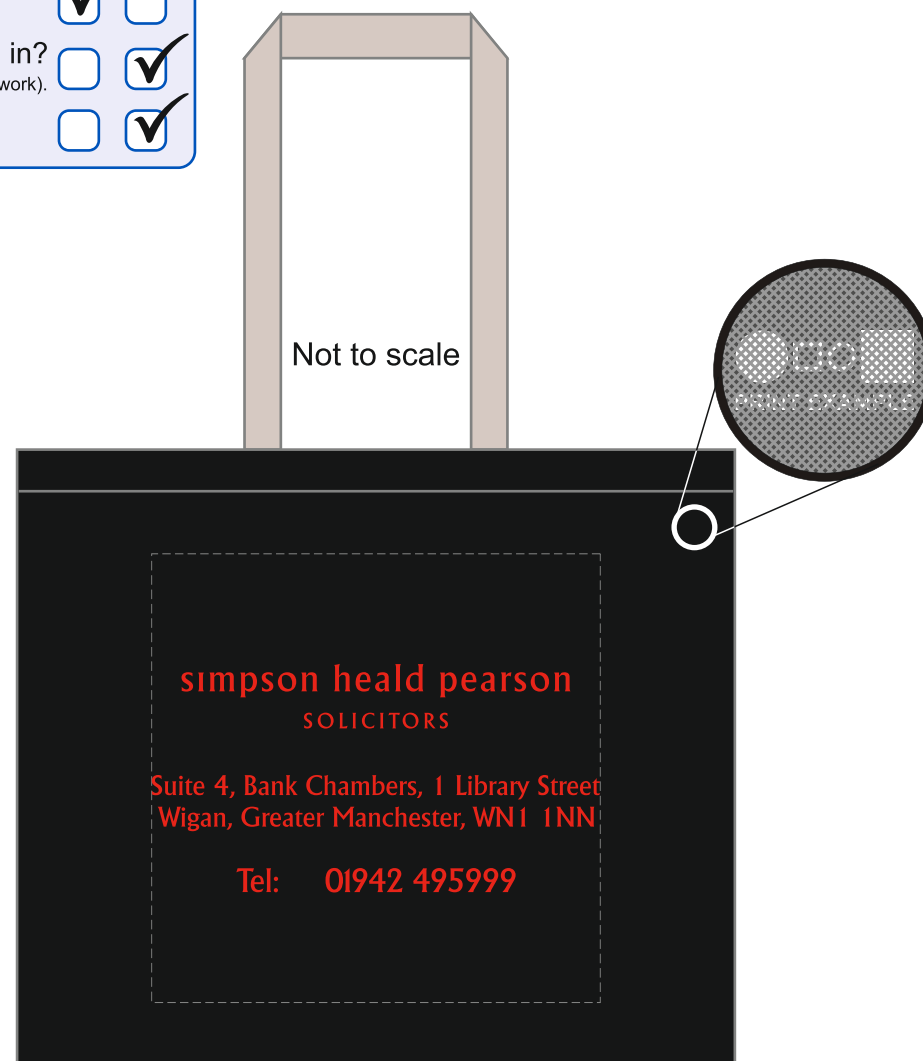 in?
work).
Not to scale
PRINT EXAMPLE
simpson heald pearson
SOLICITORS
Suite 4, Bank Chambers, 1 Library Street
Wigan, Greater Manchester, WN1 1NN
Tel: 01942 495999